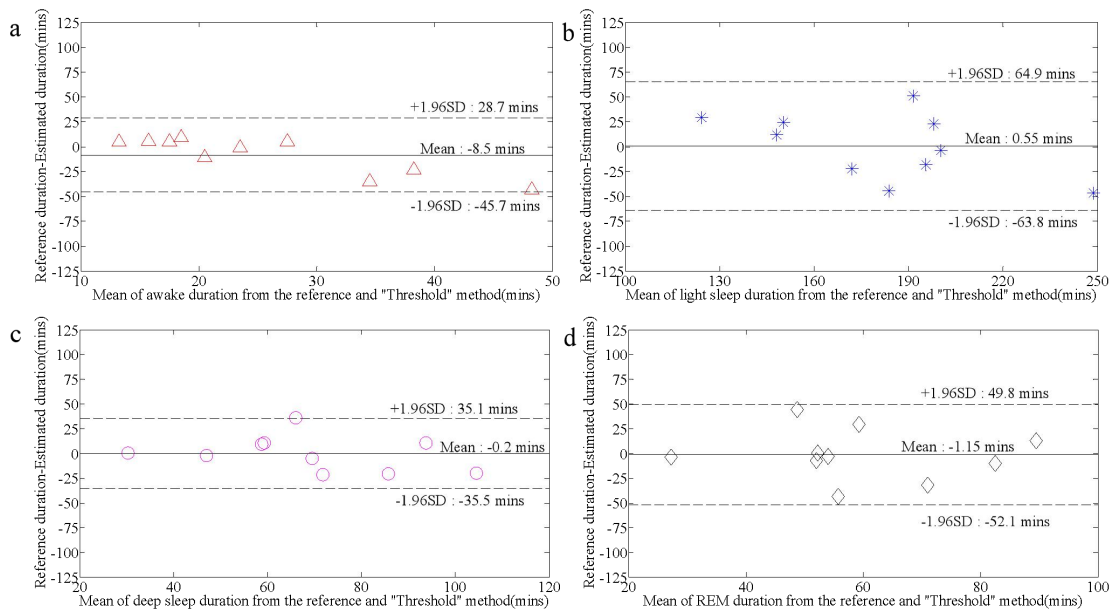 a
Reference duration-Estimated duration(mins)
125
100
75
50
25
0
-25
-50
-75
-100
-125
+1.96SD : 28.7 mins
Mean : -8.5 mins
-1.96SD : -45.7 mins
10 20 30 40 50
Mean of awake duration from the reference and "Threshold" method(mins)
b
Reference duration-Estimated duration(mins)
125
100
75
50
25
0
-25
-50
-75
-100
-125
+1.96SD : 64.9 mins
Mean : 0.55 mins
-1.96SD : -63.8 mins
100 130 160 190 220 250
Mean of light sleep duration from the reference and "Threshold" method(mins)
c
Reference duration-Estimated duration(mins)
125
100
75
50
25
0
-25
-50
-75
-100
-125
+1.96SD : 35.1 mins
Mean : -0.2 mins
-1.96SD : -35.5 mins
20 40 60 80 100 120
Mean of deep sleep duration from the reference and "Threshold" method(mins)
d
Reference duration-Estimated duration(mins)
125
100
75
50
25
0
-25
-50
-75
-100
-125
+1.96SD : 49.8 mins
Mean : -1.15 mins
-1.96SD : -52.1 mins
20 40 60 80 100
Mean of REM duration from the reference and "Threshold" method(mins)